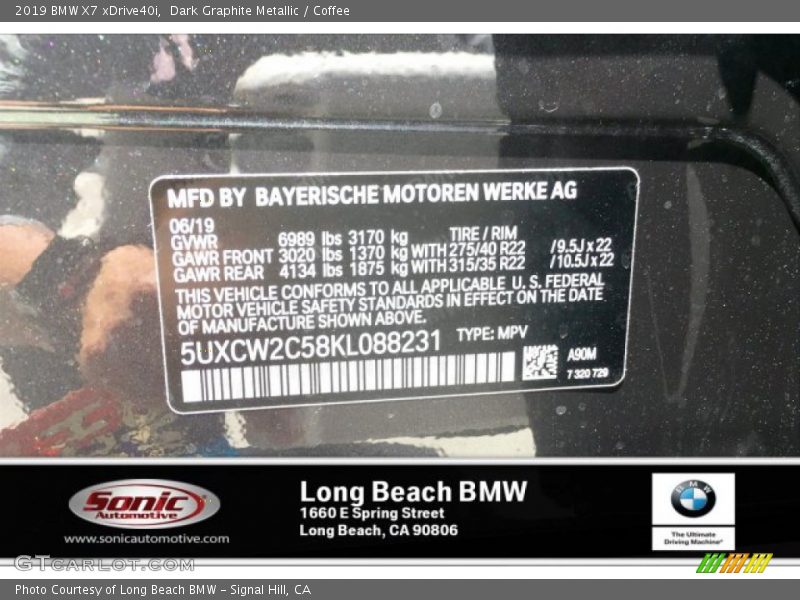 2019 BMW X7 xDrive40i, Dark Graphite Metallic / Coffee
MFD BY BAYERISCHE MOTOREN WERKE AG
06/19
TIRE / RIM
GVWR 6989 lbs 3170 kg
GAWR FRONT 3020 lbs 1370 kg WITH 275/40 R22 /9.5J x 22
GAWR REAR 4134 lbs 1875 kg WITH 315/35 R22 /10.5J x 22
THIS VEHICLE CONFORMS TO ALL APPLICABLE U. S. FEDERAL
MOTOR VEHICLE SAFETY STANDARDS IN EFFECT ON THE DATE
OF MANUFACTURE SHOWN ABOVE.
5UXCW2C58KL088231 TYPE: MPV
A90M
7 320 729
Sonic
Automotive
www.sonicautomotive.com
Long Beach BMW
1660 E Spring Street
Long Beach, CA 90806
BMW
The Ultimate
Driving Machine®
GTcarlot.com
Photo Courtesy of Long Beach BMW - Signal Hill, CA